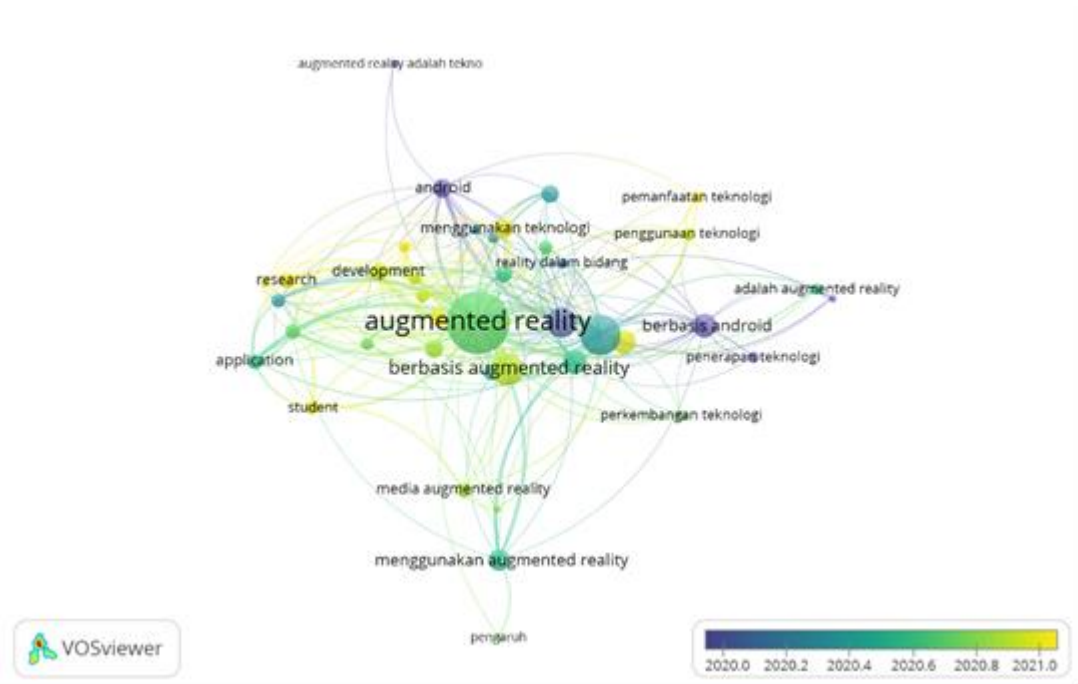 augmented reality adalah tekno
android
pemanfaatan teknologi
menggunakan teknologi
penggunaan teknologi
reality dalam bidang
development
research
adalah augmented reality
augmented reality
berbasis android
penerapan teknologi
application
berbasis augmented reality
student
perkembangan teknologi
media augmented reality
menggunakan augmented reality
pengaruh
VOSviewer
2020.0 2020.2 2020.4 2020.6 2020.8 2021.0